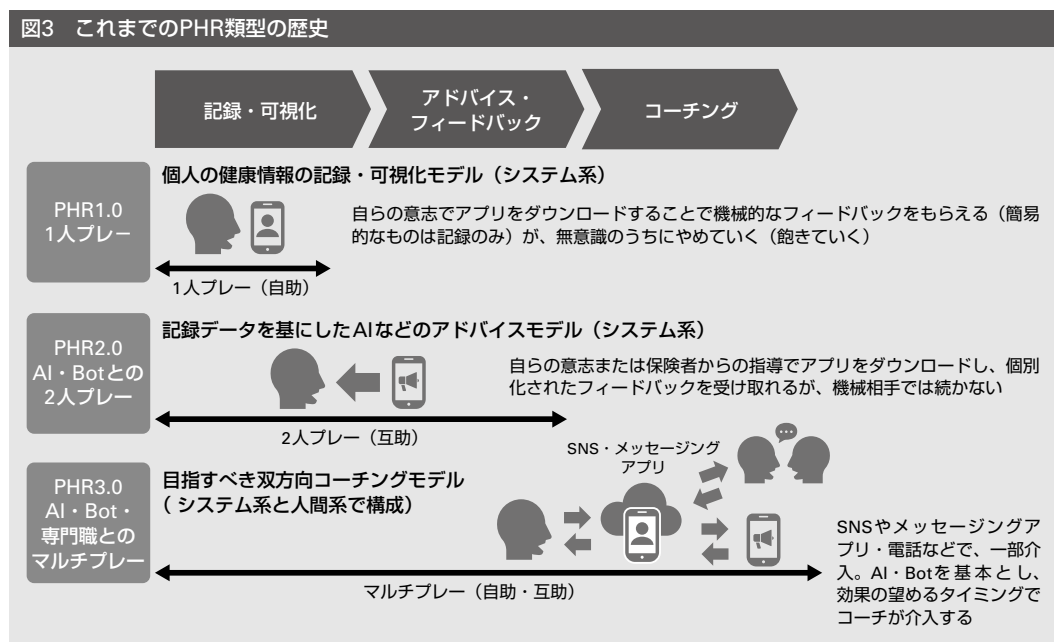 図3　これまでのPHR類型の歴史
記録・可視化
アドバイス・
フィードバック
コーチング
PHR1.0
1人プレー
個人の健康情報の記録・可視化モデル（システム系）
自らの意志でアプリをダウンロードすることで機械的なフィードバックをもらえる（簡易
的なものは記録のみ）が、無意識のうちにやめていく（飽きていく）
1人プレー（自助）
PHR2.0
AI・Botとの
2人プレー
記録データを基にしたAIなどのアドバイスモデル（システム系）
自らの意志または保険者からの指導でアプリをダウンロードし、個別
化されたフィードバックを受け取れるが、機械相手では続かない
2人プレー（互助）
PHR3.0
AI・Bot・
専門職との
マルチプレー
目指すべき双方向コーチングモデル
（ システム系と人間系で構成）
SNS・メッセージング
アプリ
SNSやメッセージングア
プリ・電話などで、一部介
入。AI・Botを基本とし、
効果の望めるタイミングで
コーチが介入する
マルチプレー（自助・互助）